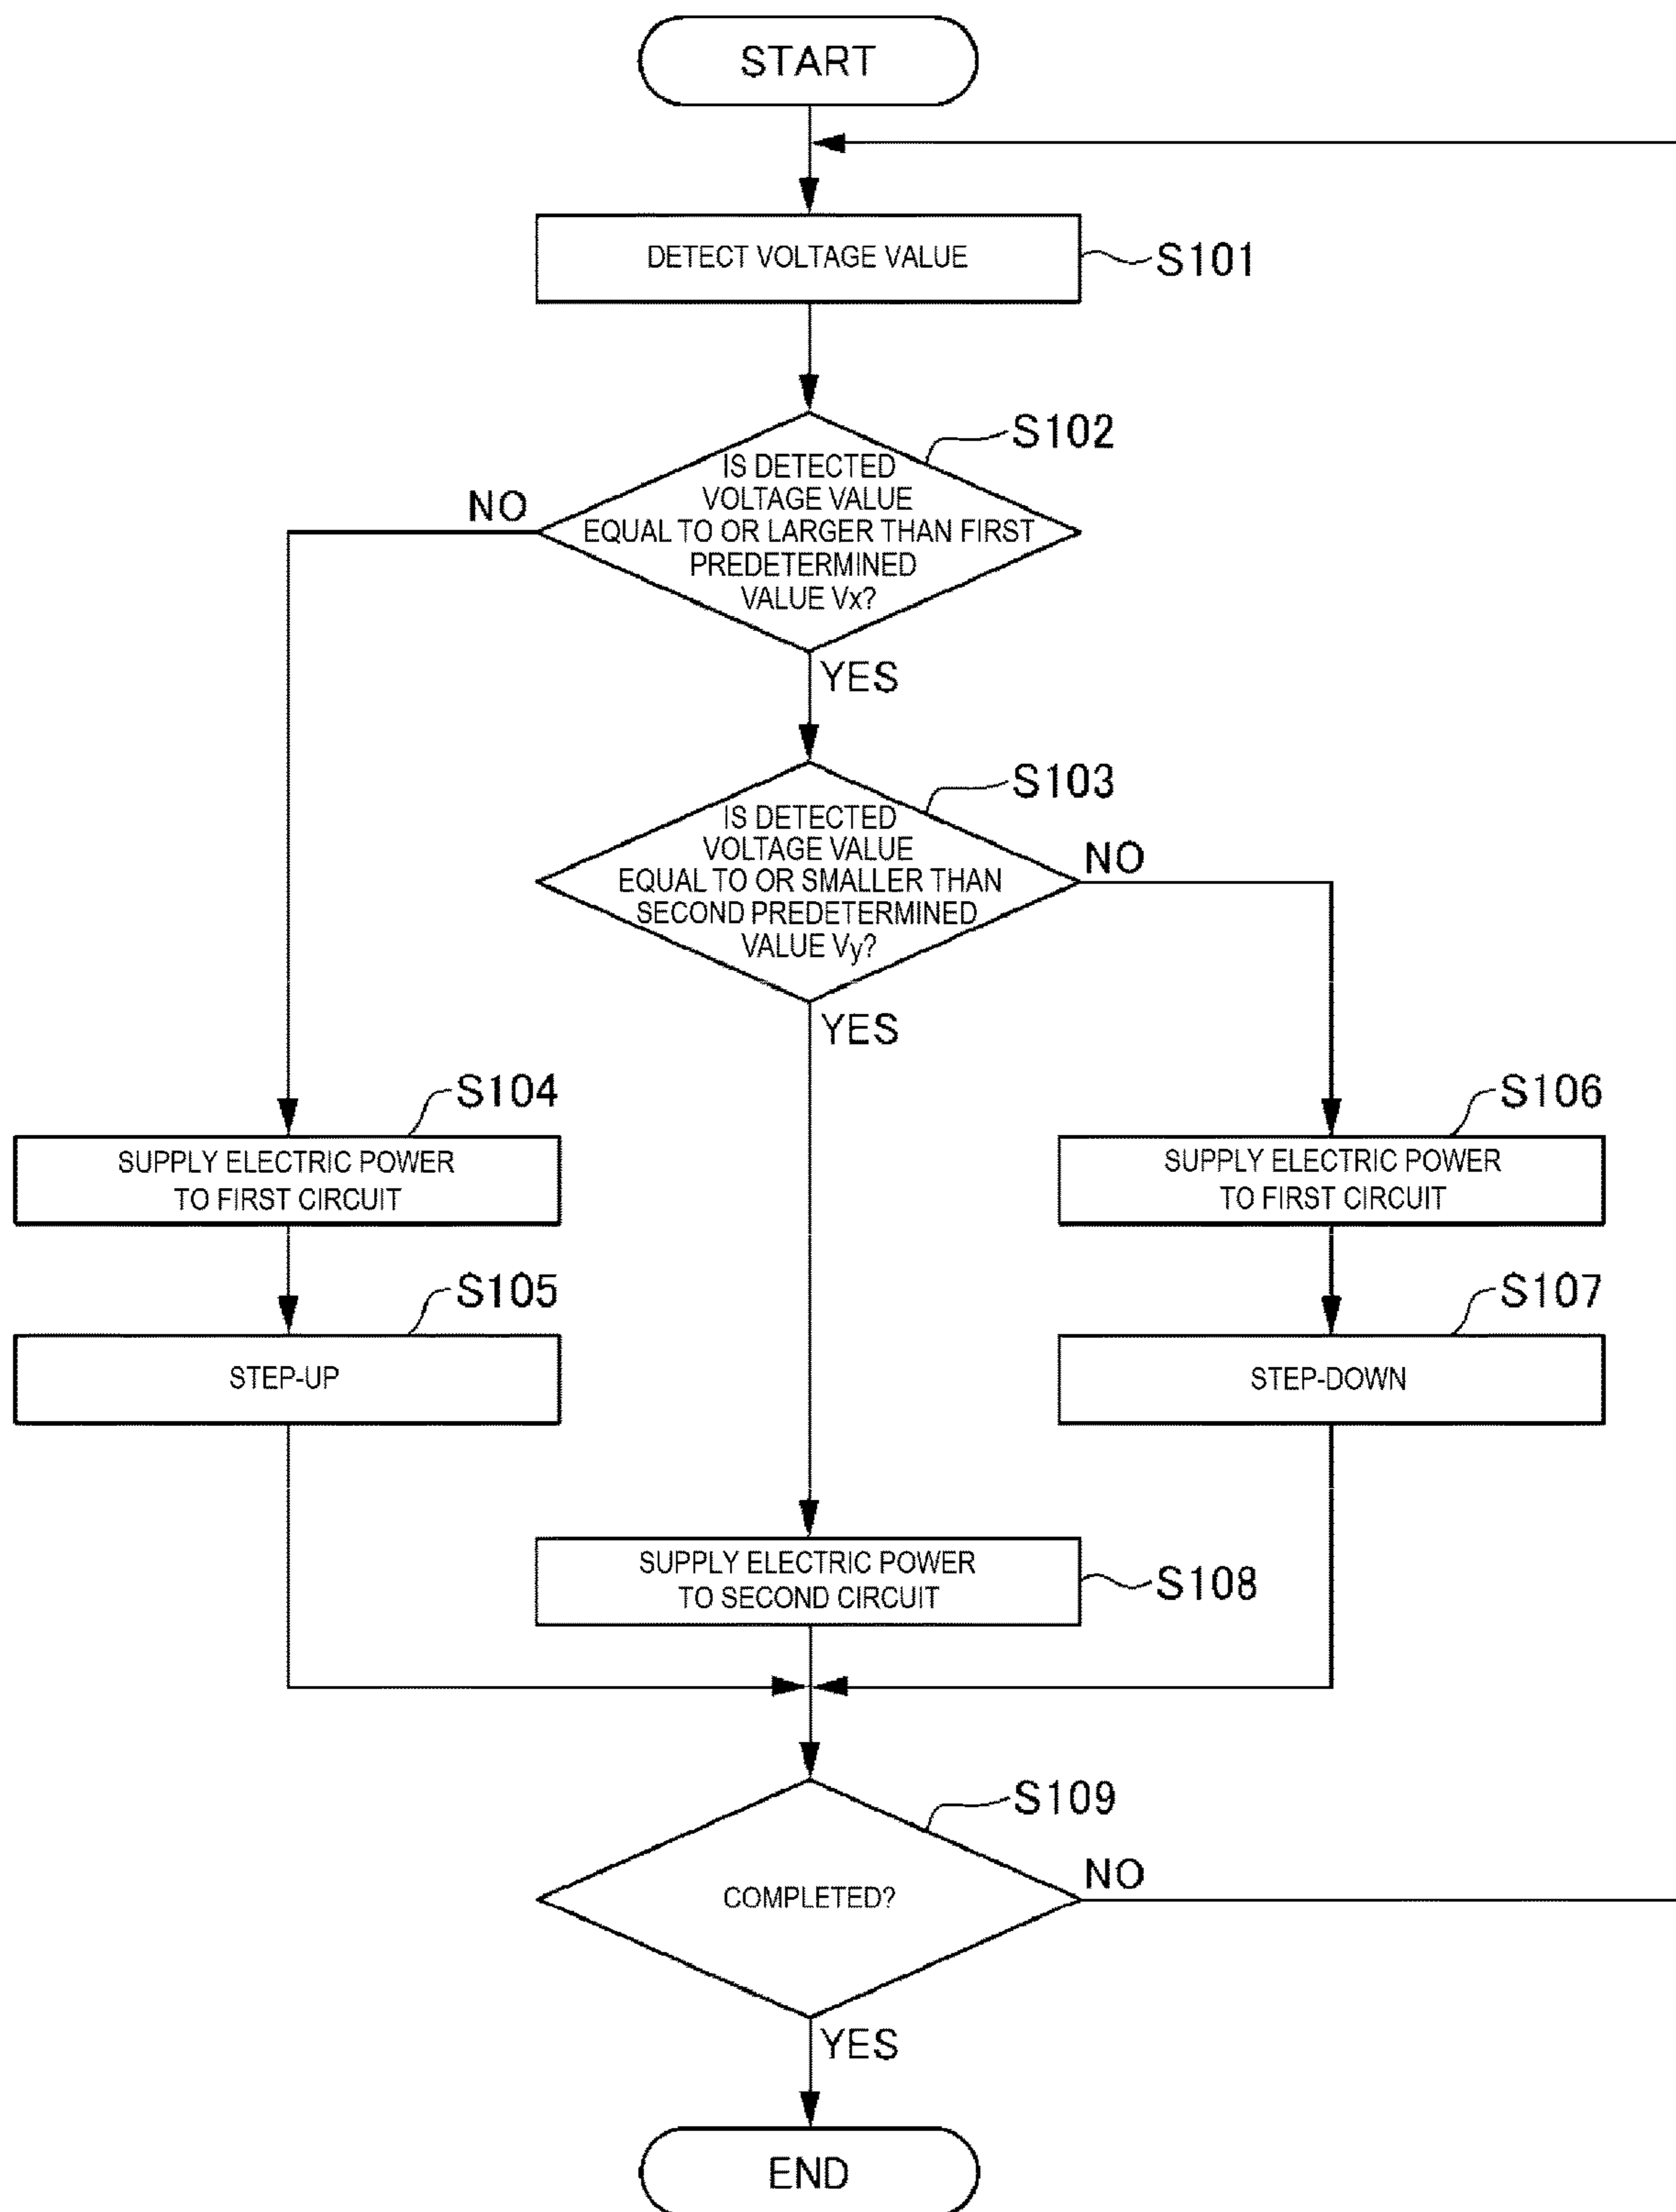 START
DETECT VOLTAGE VALUE
S101
S102
IS DETECTED
VOLTAGE VALUE
EQUAL TO OR LARGER THAN FIRST
PREDETERMINED
VALUE Vx?
NO
YES
S103
IS DETECTED
VOLTAGE VALUE
EQUAL TO OR SMALLER THAN
SECOND PREDETERMINED
VALUE Vy?
NO
YES
S104
SUPPLY ELECTRIC POWER
TO FIRST CIRCUIT
S106
SUPPLY ELECTRIC POWER
TO FIRST CIRCUIT
S105
STEP-UP
S107
STEP-DOWN
SUPPLY ELECTRIC POWER
TO SECOND CIRCUIT
S108
S109
COMPLETED?
NO
YES
END